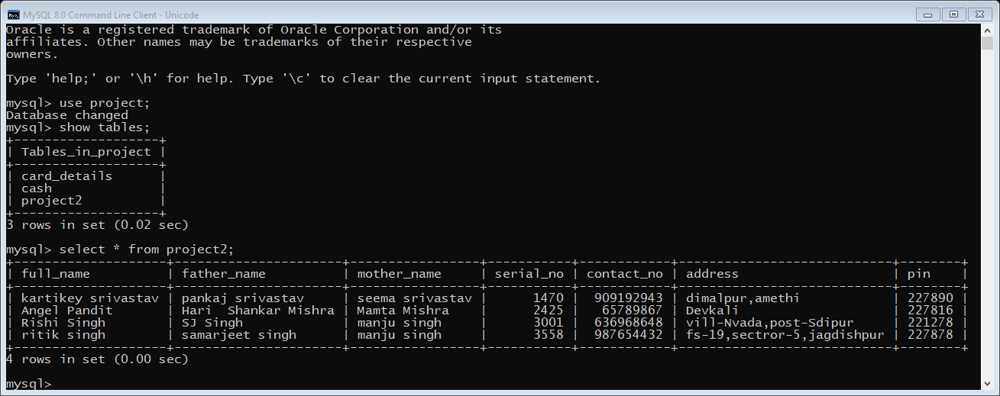 MySQL 8.0 Command Line Client - Unicode
Oracle is a registered trademark of Oracle Corporation and/or its
affiliates. Other names may be trademarks of their respective
owners.
Type 'help;' or '\h' for help. Type '\c' to clear the current input statement.
mysql> use project;
Database changed
mysql> show tables;
+-------------------+
| Tables_in_project |
+-------------------+
| card_details      |
| cash              |
| project2          |
+-------------------+
3 rows in set (0.02 sec)
mysql> select * from project2;
+--------------------+---------------------+-----------------+-----------+------------+----------------------------+--------+
| full_name          | father_name         | mother_name     | serial_no | contact_no | address                    | pin    |
+--------------------+---------------------+-----------------+-----------+------------+----------------------------+--------+
| kartikey srivastav | pankaj srivastav    | seema srivastav |      1470 |  909192943 | dimalpur,amethi            | 227890 |
| Angel Pandit       | Hari  Shankar Mishra | Mamta Mishra    |      2425 |   65789867 | Devkali                    | 227816 |
| Rishi Singh        | SJ Singh            | manju singh     |      3001 |  636968648 | vill-Nvada,post-Sdipur     | 221278 |
| ritik singh        | samarjeet singh     | manju singh     |      3558 |  987654432 | fs-19,sectror-5,jagdishpur | 227878 |
+--------------------+---------------------+-----------------+-----------+------------+----------------------------+--------+
4 rows in set (0.00 sec)
mysql>